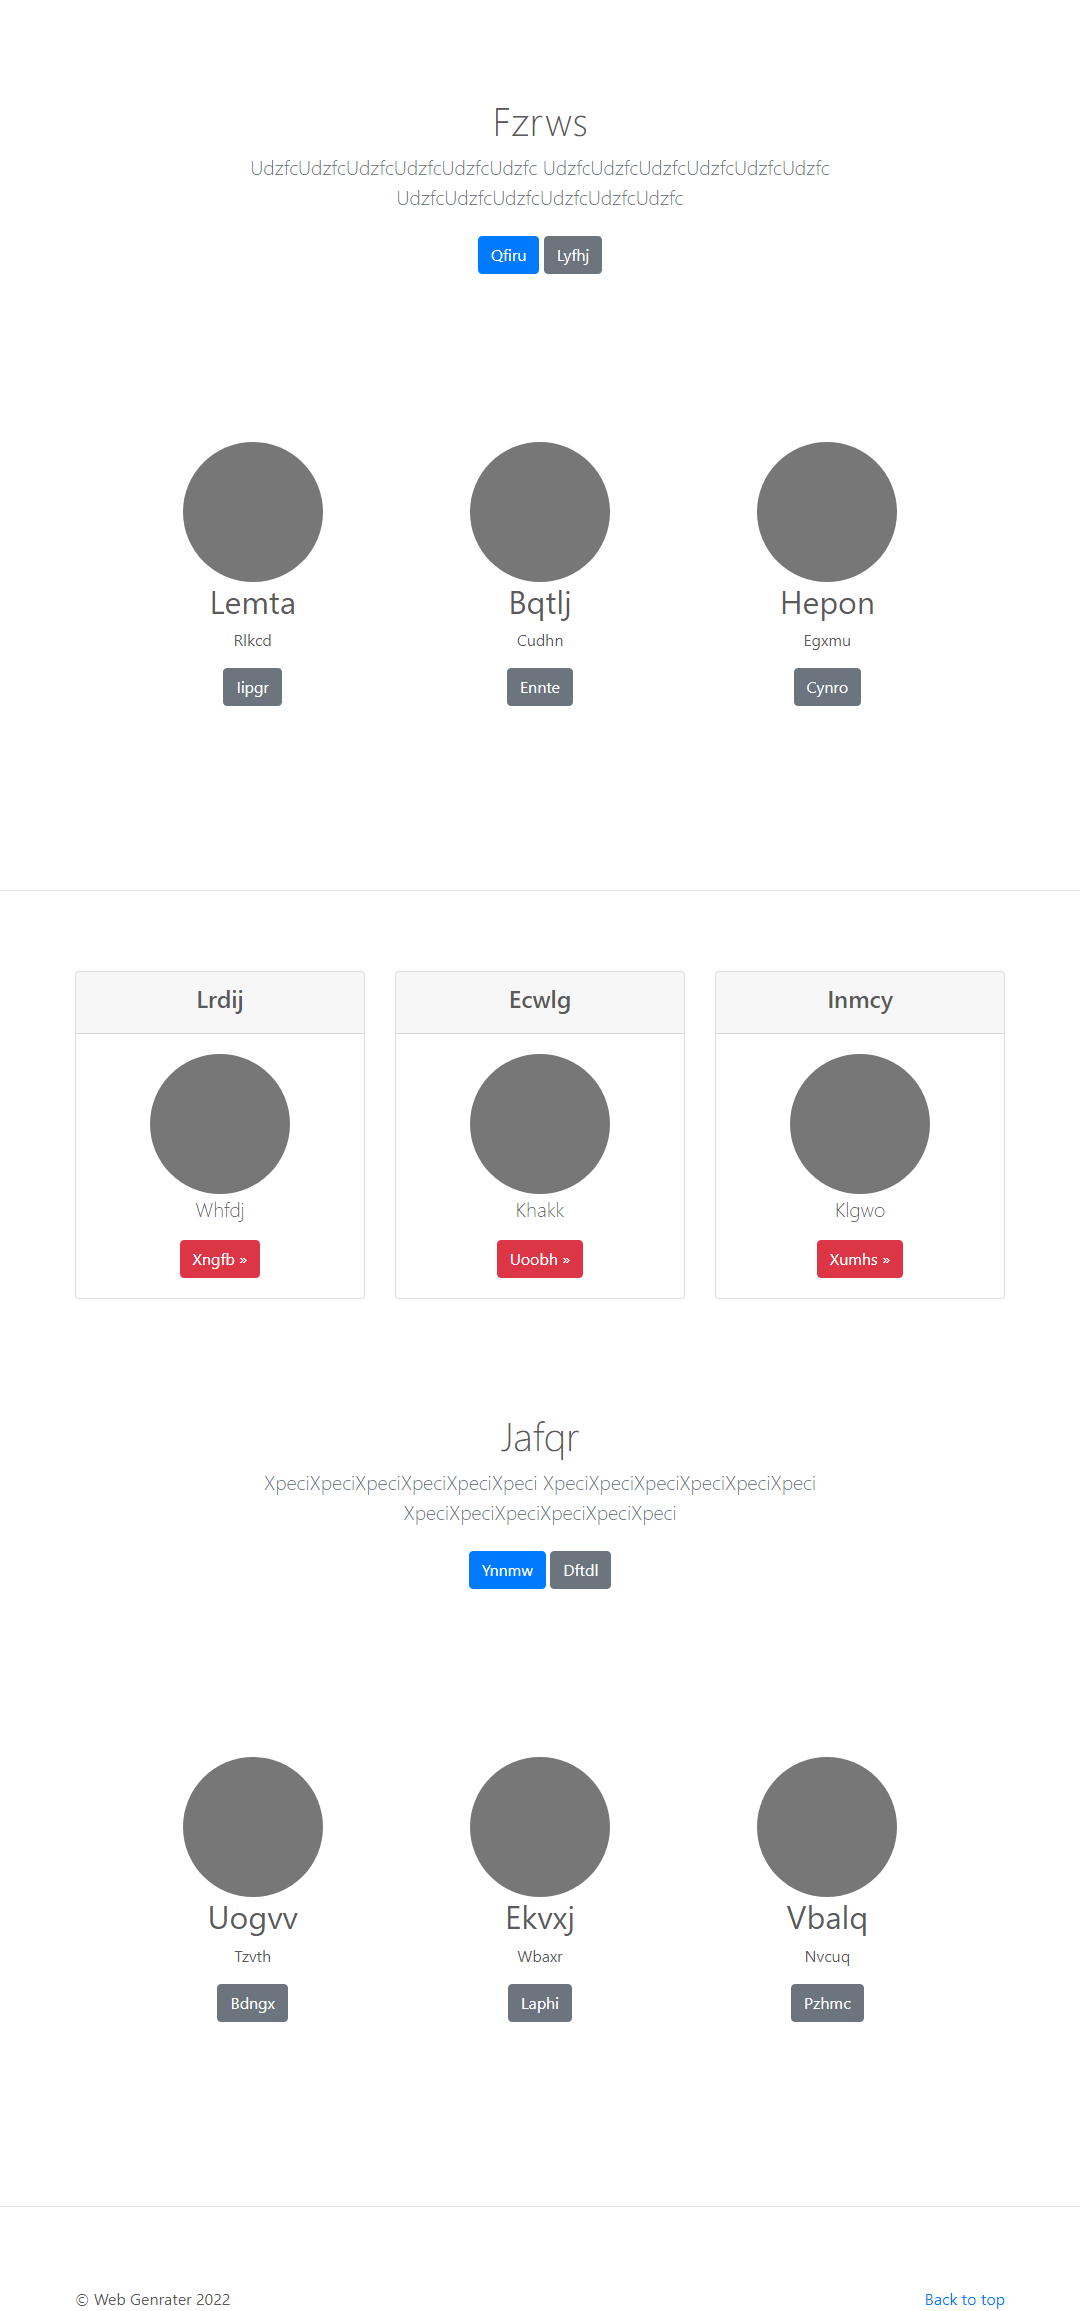 Fzrws
UdzfcUdzfcUdzfcUdzfcUdzfcUdzfc UdzfcUdzfcUdzfcUdzfcUdzfcUdzfc
UdzfcUdzfcUdzfcUdzfcUdzfcUdzfc
Qfiru Lyfhj
Lemta Bqtlj Hepon
Rlkcd Cudhn Egxmu
Iipgr Ennte Cynro
Lrdij Ecwlg Inmcy
Whfdj Khakk Klgwo
Xngfb » Uoobh » Xumhs »
Jafqr
XpeciXpeciXpeciXpeciXpeciXpeci XpeciXpeciXpeciXpeciXpeciXpeci
XpeciXpeciXpeciXpeciXpeciXpeci
Ynnmw Dftdl
Uogvv Ekvxj Vbalq
Tzvth Wbaxr Nvcuq
Bdngx Laphi Pzhmc
© Web Genrater 2022 Back to top